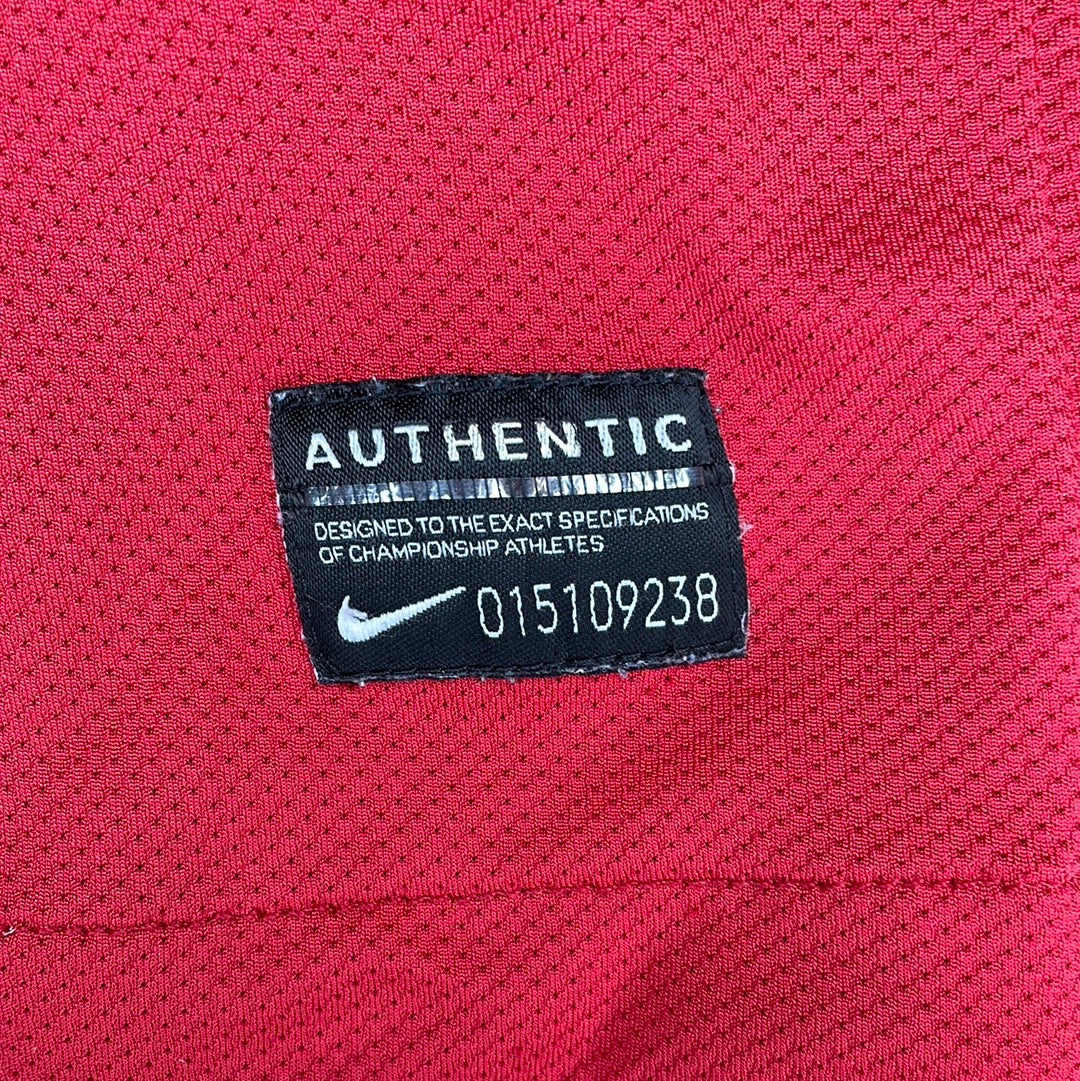 AUTHENTIC
DESIGNED TO THE EXACT SPECIFICATIONS
OF CHAMPIONSHIP ATHLETES
015109238